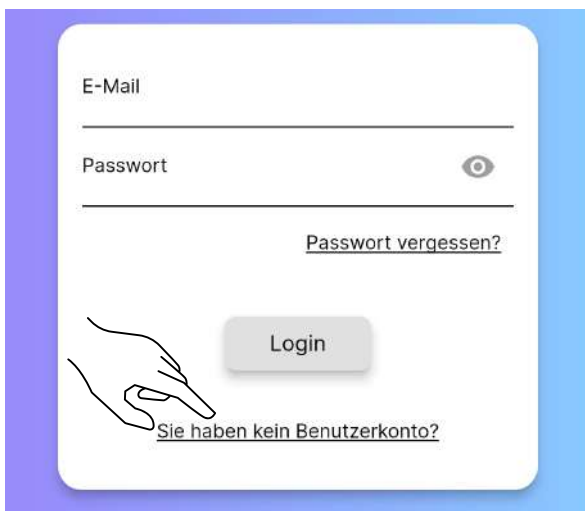 E-Mail
Passwort
Passwort vergessen?
Login
Sie haben kein Benutzerkonto?